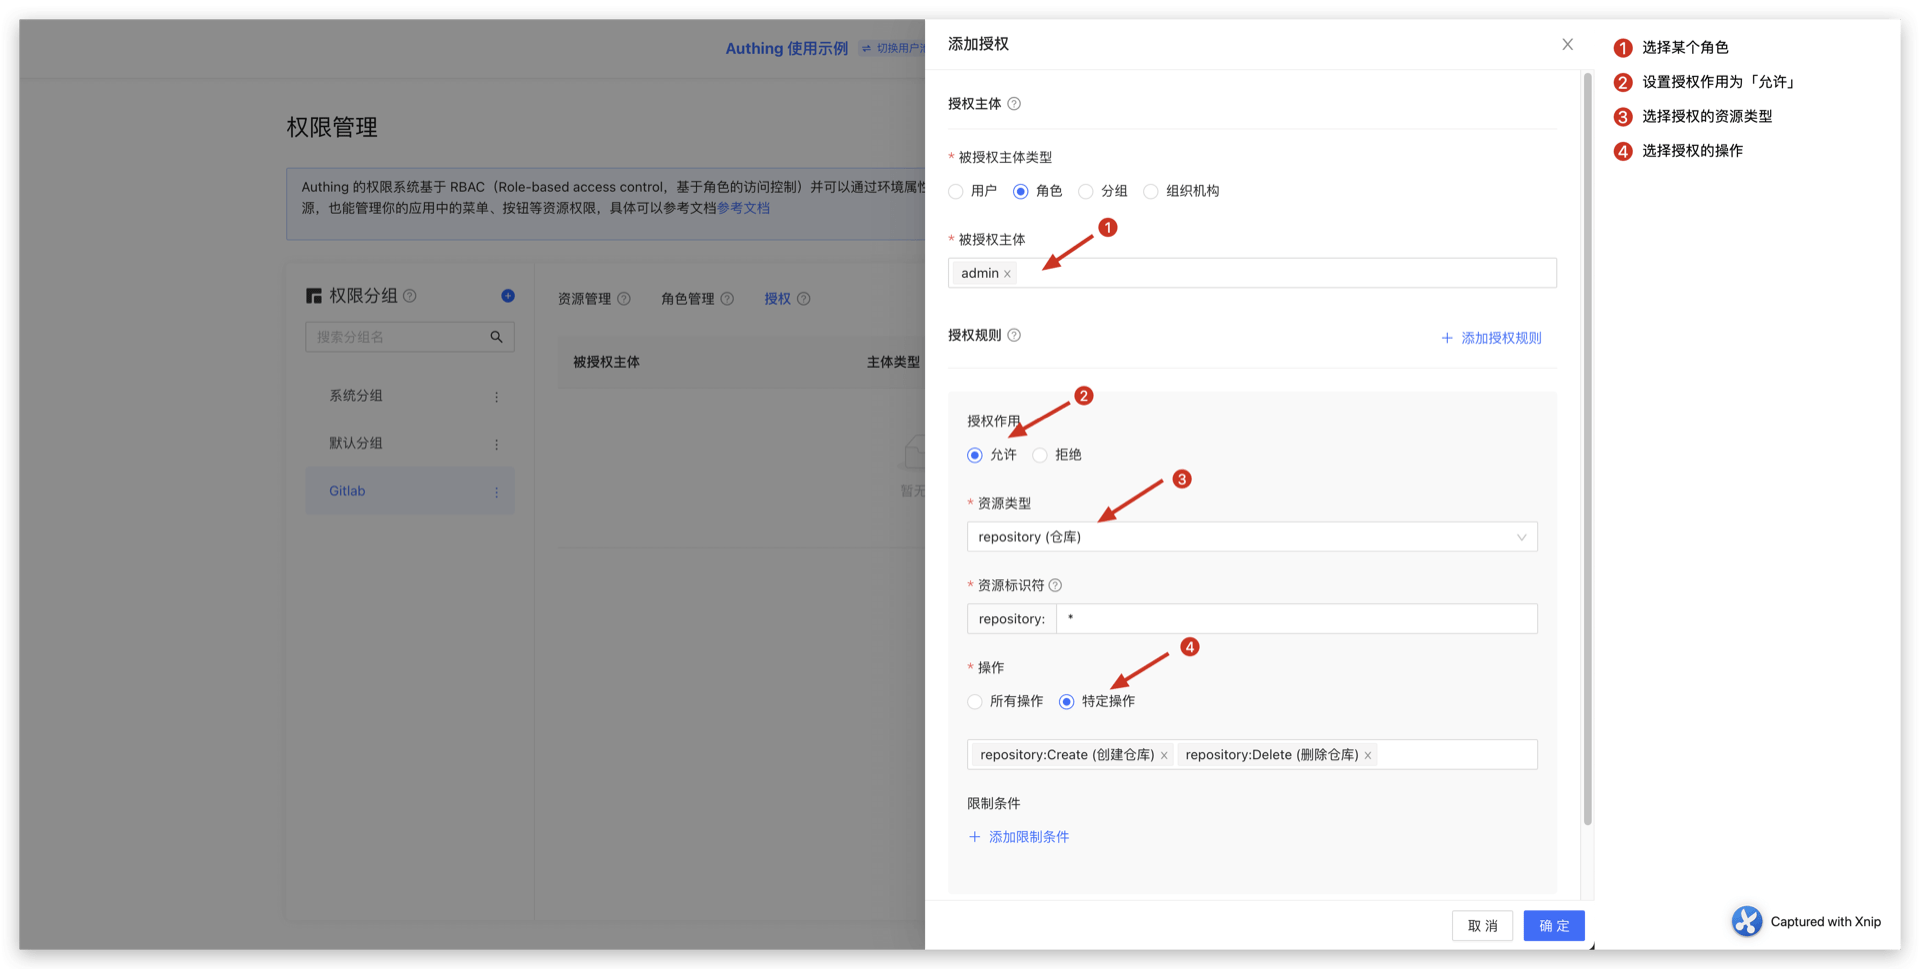 Authing 使用示例
切换用户池
权限管理
Authing 的权限系统基于 RBAC（Role-based access control，基于角色的访问控制）并可以通过环境属性
源，也能管理你的应用中的菜单、按钮等资源权限，具体可以参考文档参考文档
权限分组
搜索分组名
系统分组
默认分组
Gitlab
资源管理 角色管理 授权
被授权主体 主体类型
暂无
添加授权
授权主体
* 被授权主体类型
用户 角色 分组 组织机构
1
* 被授权主体
admin ×
授权规则
+ 添加授权规则
2
授权作用
允许 拒绝
3
* 资源类型
repository (仓库)
* 资源标识符
repository: *
4
* 操作
所有操作 特定操作
repository:Create (创建仓库) × repository:Delete (删除仓库) ×
限制条件
+ 添加限制条件
取 消 确 定
1 选择某个角色
2 设置授权作用为「允许」
3 选择授权的资源类型
4 选择授权的操作
Captured with Xnip